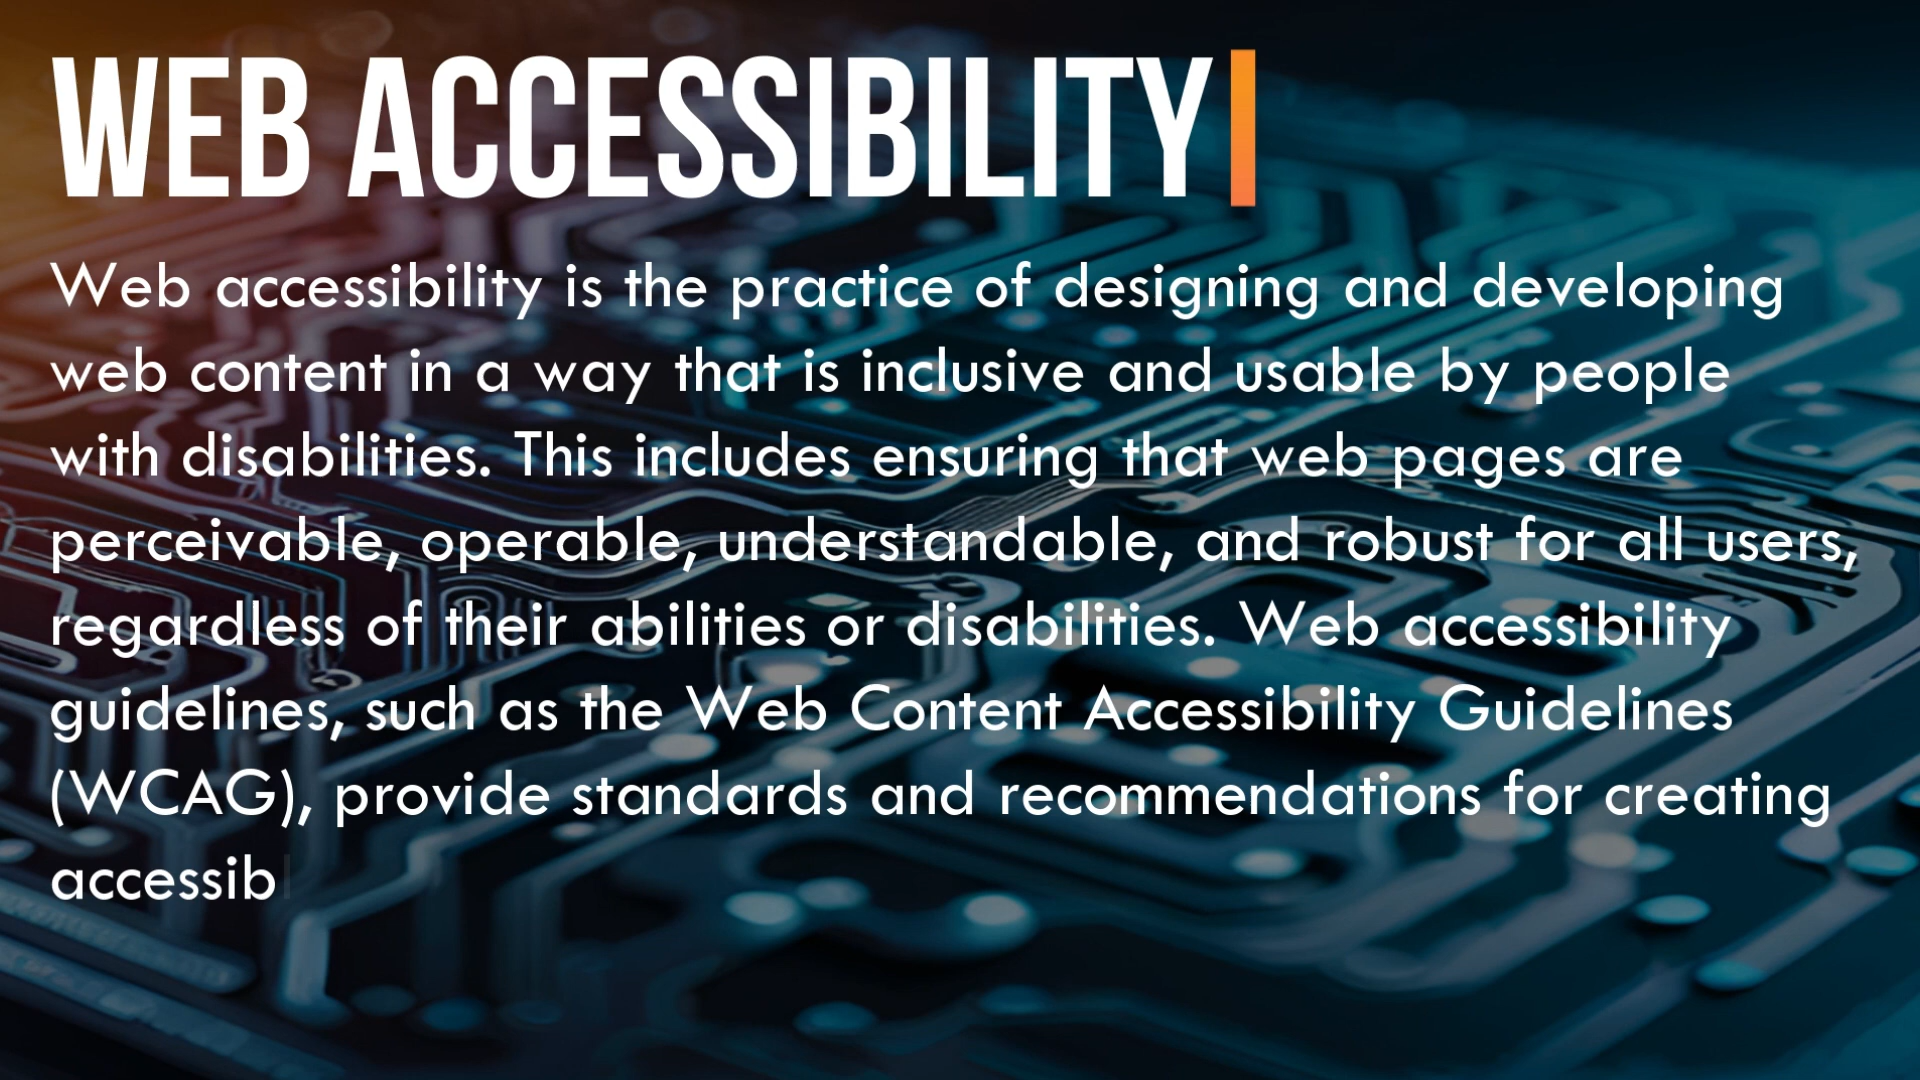 WEB ACCESSIBILITY
Web accessibility is the practice of designing and developing
web content in a way that is inclusive and usable by people
with disabilities. This includes ensuring that web pages are
perceivable, operable, understandable, and robust for all users,
regardless of their abilities or disabilities. Web accessibility
guidelines, such as the Web Content Accessibility Guidelines
(WCAG), provide standards and recommendations for creating
accessib